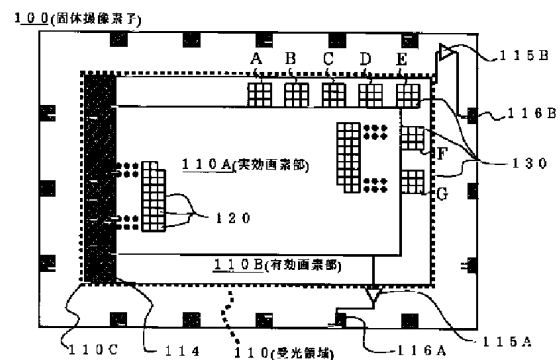 100(固体撮像素子)
A B C D E
115B
116B
130
F
G
110A(実効画素部)
120
110B(有効画素部)
110C
114
110(受光領域)
116A
115A